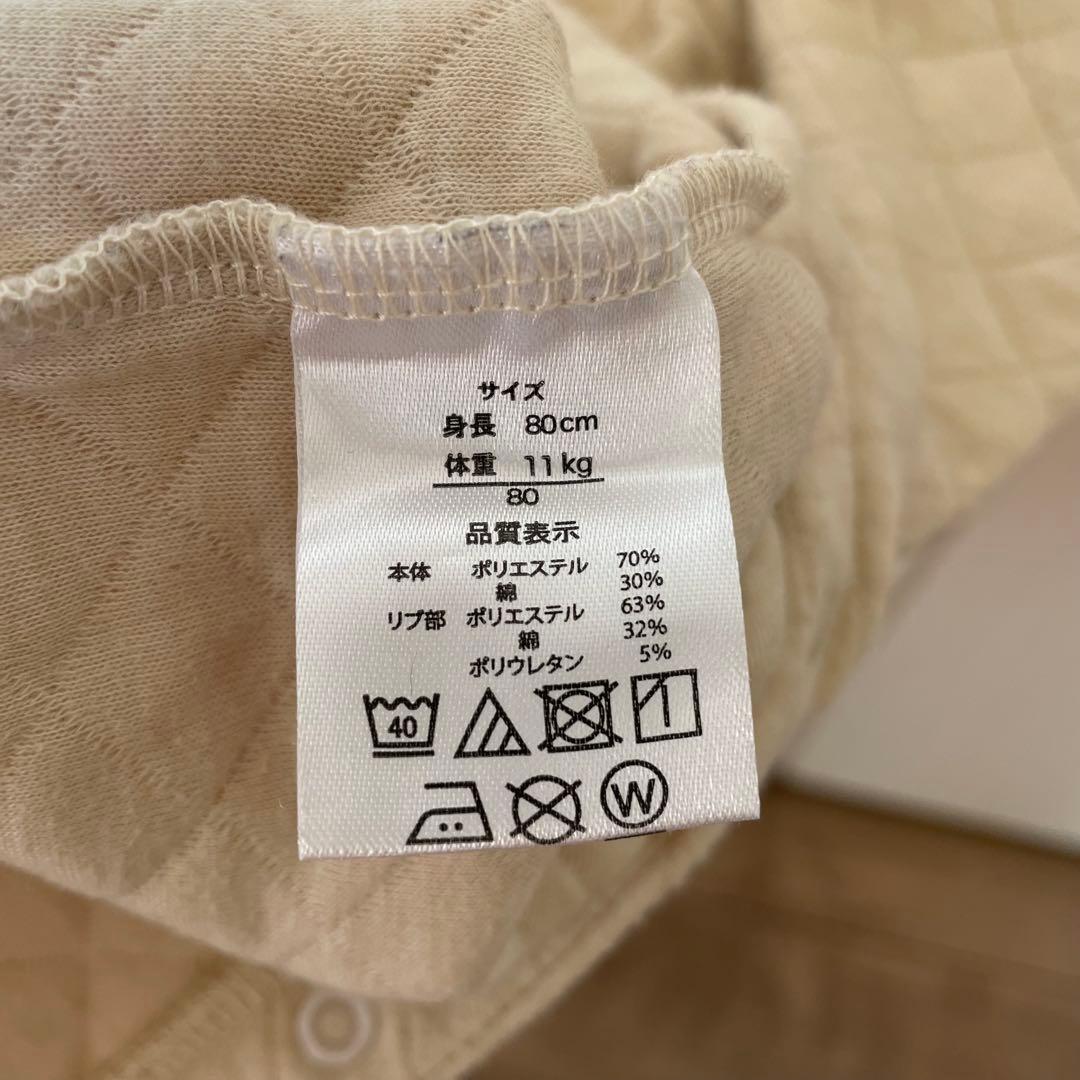 サイズ
身長 80cm
体重 11kg
80
品質表示
本体 ポリエステル 70%
綿 30%
リブ部 ポリエステル 63%
綿 32%
ポリウレタン 5%
40
W